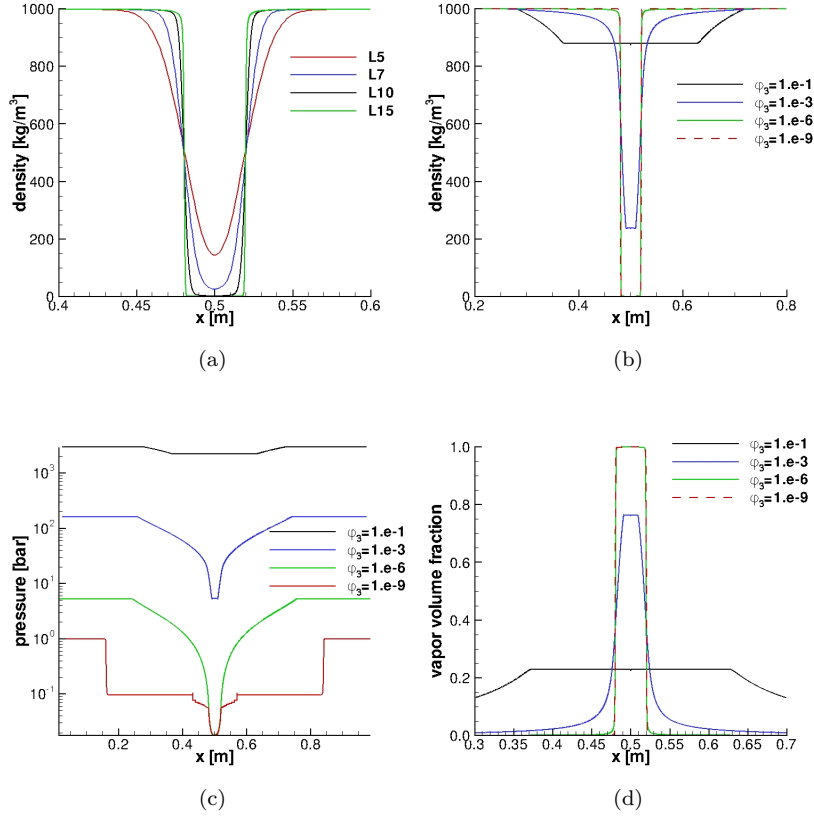 1000
800
600
400
200
0
density [kg/m³]
L5
L7
L10
L15
0.4 0.45 0.5 0.55 0.6
x [m]
(a)
1000
800
600
400
200
0
density [kg/m³]
φ₃=1.e-1
φ₃=1.e-3
φ₃=1.e-6
φ₃=1.e-9
0.2 0.4 0.6 0.8
x [m]
(b)
10³
10²
10¹
10⁰
10⁻¹
pressure [bar]
φ₃=1.e-1
φ₃=1.e-3
φ₃=1.e-6
φ₃=1.e-9
0.2 0.4 0.6 0.8
x [m]
(c)
φ₃=1.e-1
φ₃=1.e-3
φ₃=1.e-6
φ₃=1.e-9
1.0
0.8
0.6
0.4
0.2
0.0
vapor volume fraction
0.3 0.35 0.4 0.45 0.5 0.55 0.6 0.65 0.7
x [m]
(d)